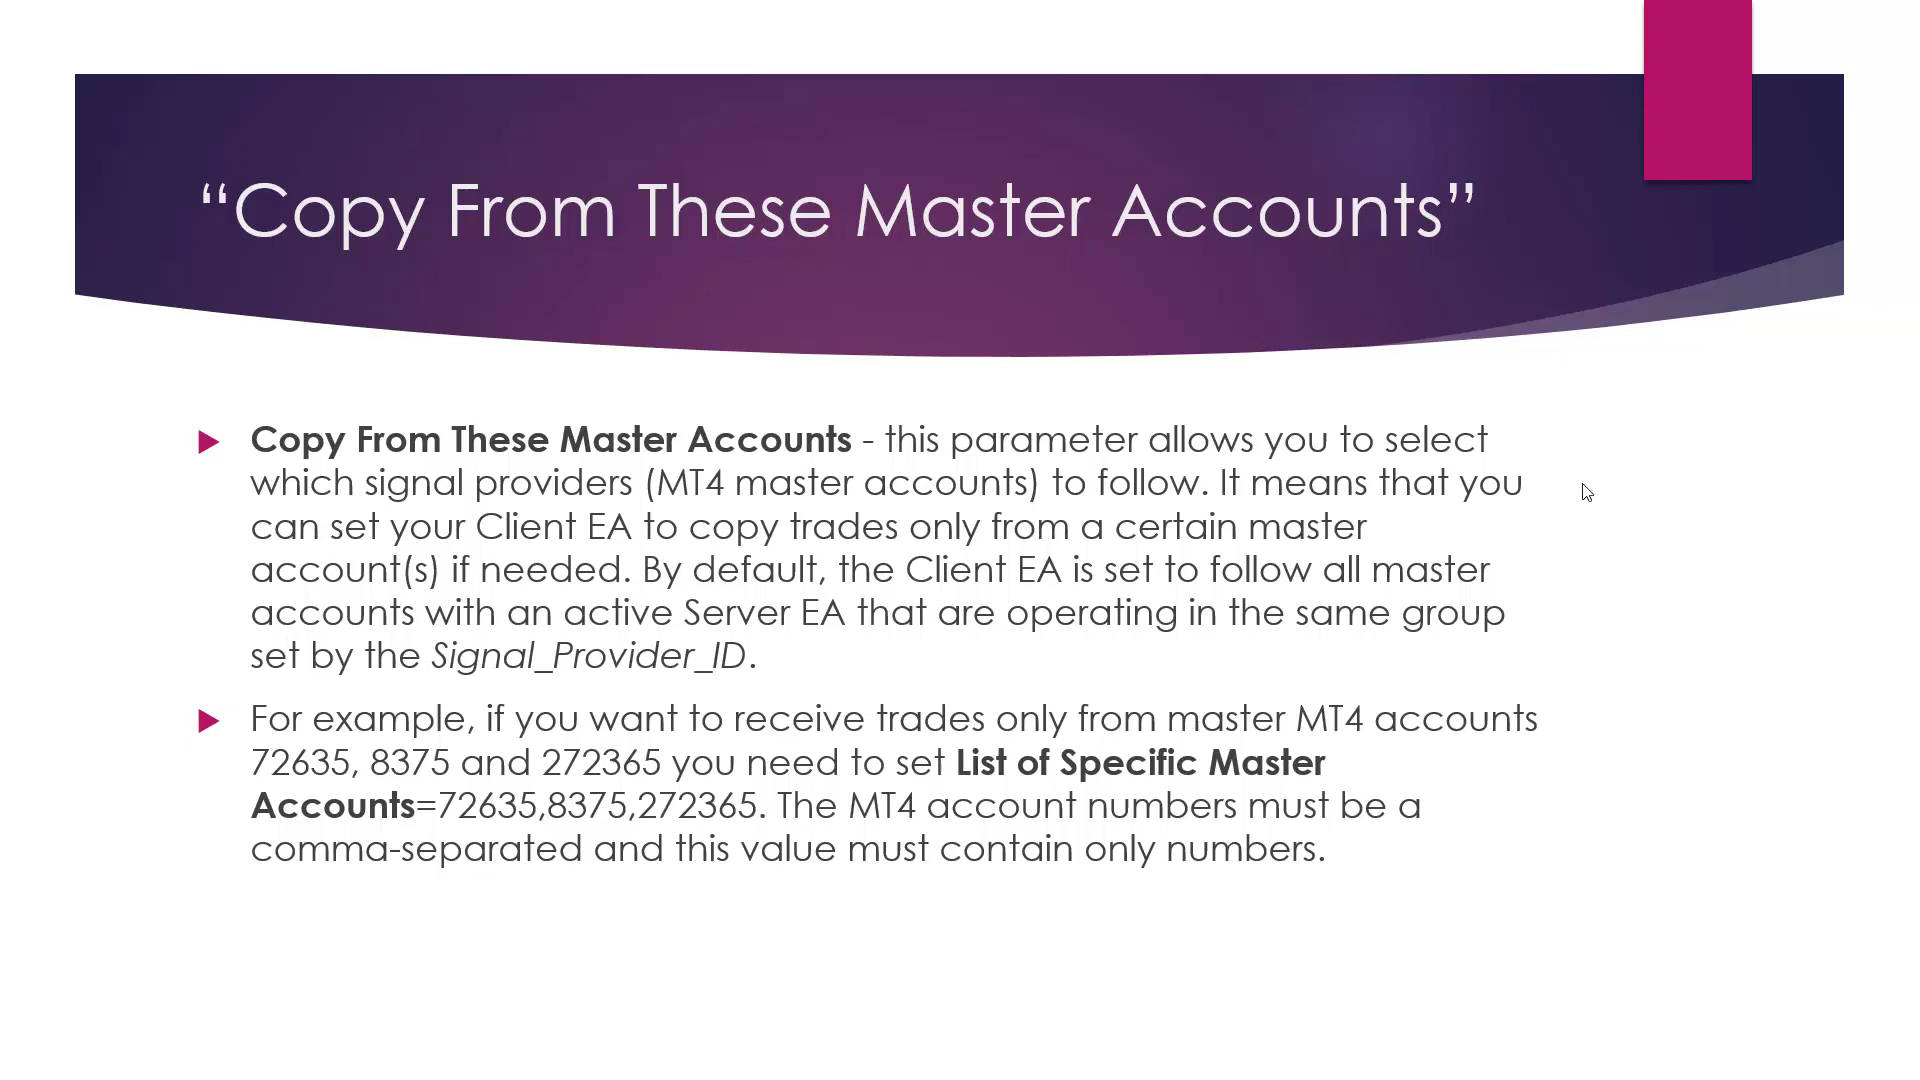 “Copy From These Master Accounts”
Copy From These Master Accounts - this parameter allows you to select
which signal providers (MT4 master accounts) to follow. It means that you
can set your Client EA to copy trades only from a certain master
account(s) if needed. By default, the Client EA is set to follow all master
accounts with an active Server EA that are operating in the same group
set by the Signal_Provider_ID.
For example, if you want to receive trades only from master MT4 accounts
72635, 8375 and 272365 you need to set List of Specific Master
Accounts=72635,8375,272365. The MT4 account numbers must be a
comma-separated and this value must contain only numbers.